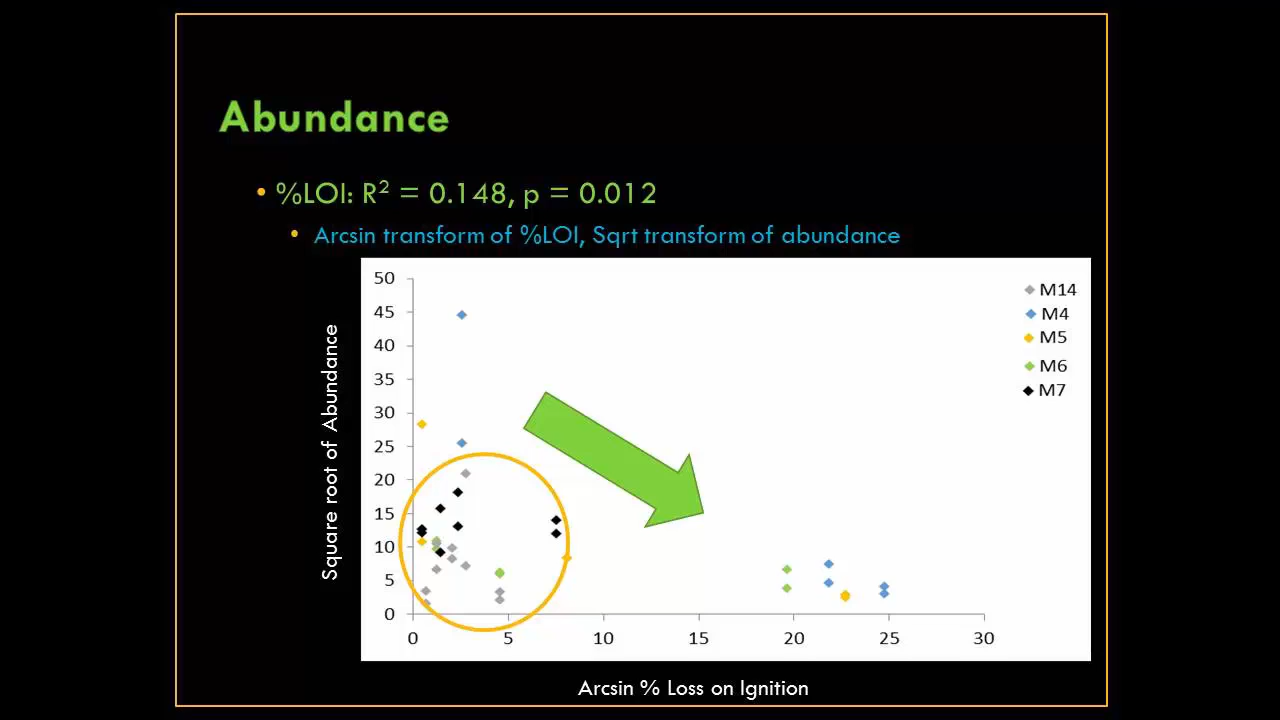 Abundance
• %LOI: R² = 0.148, p = 0.012
• Arcsin transform of %LOI, Sqrt transform of abundance
50
45
40
35
30
25
20
15
10
5
0
Square root of Abundance
0 5 10 15 20 25 30
Arcsin % Loss on Ignition
M14
M4
M5
M6
M7